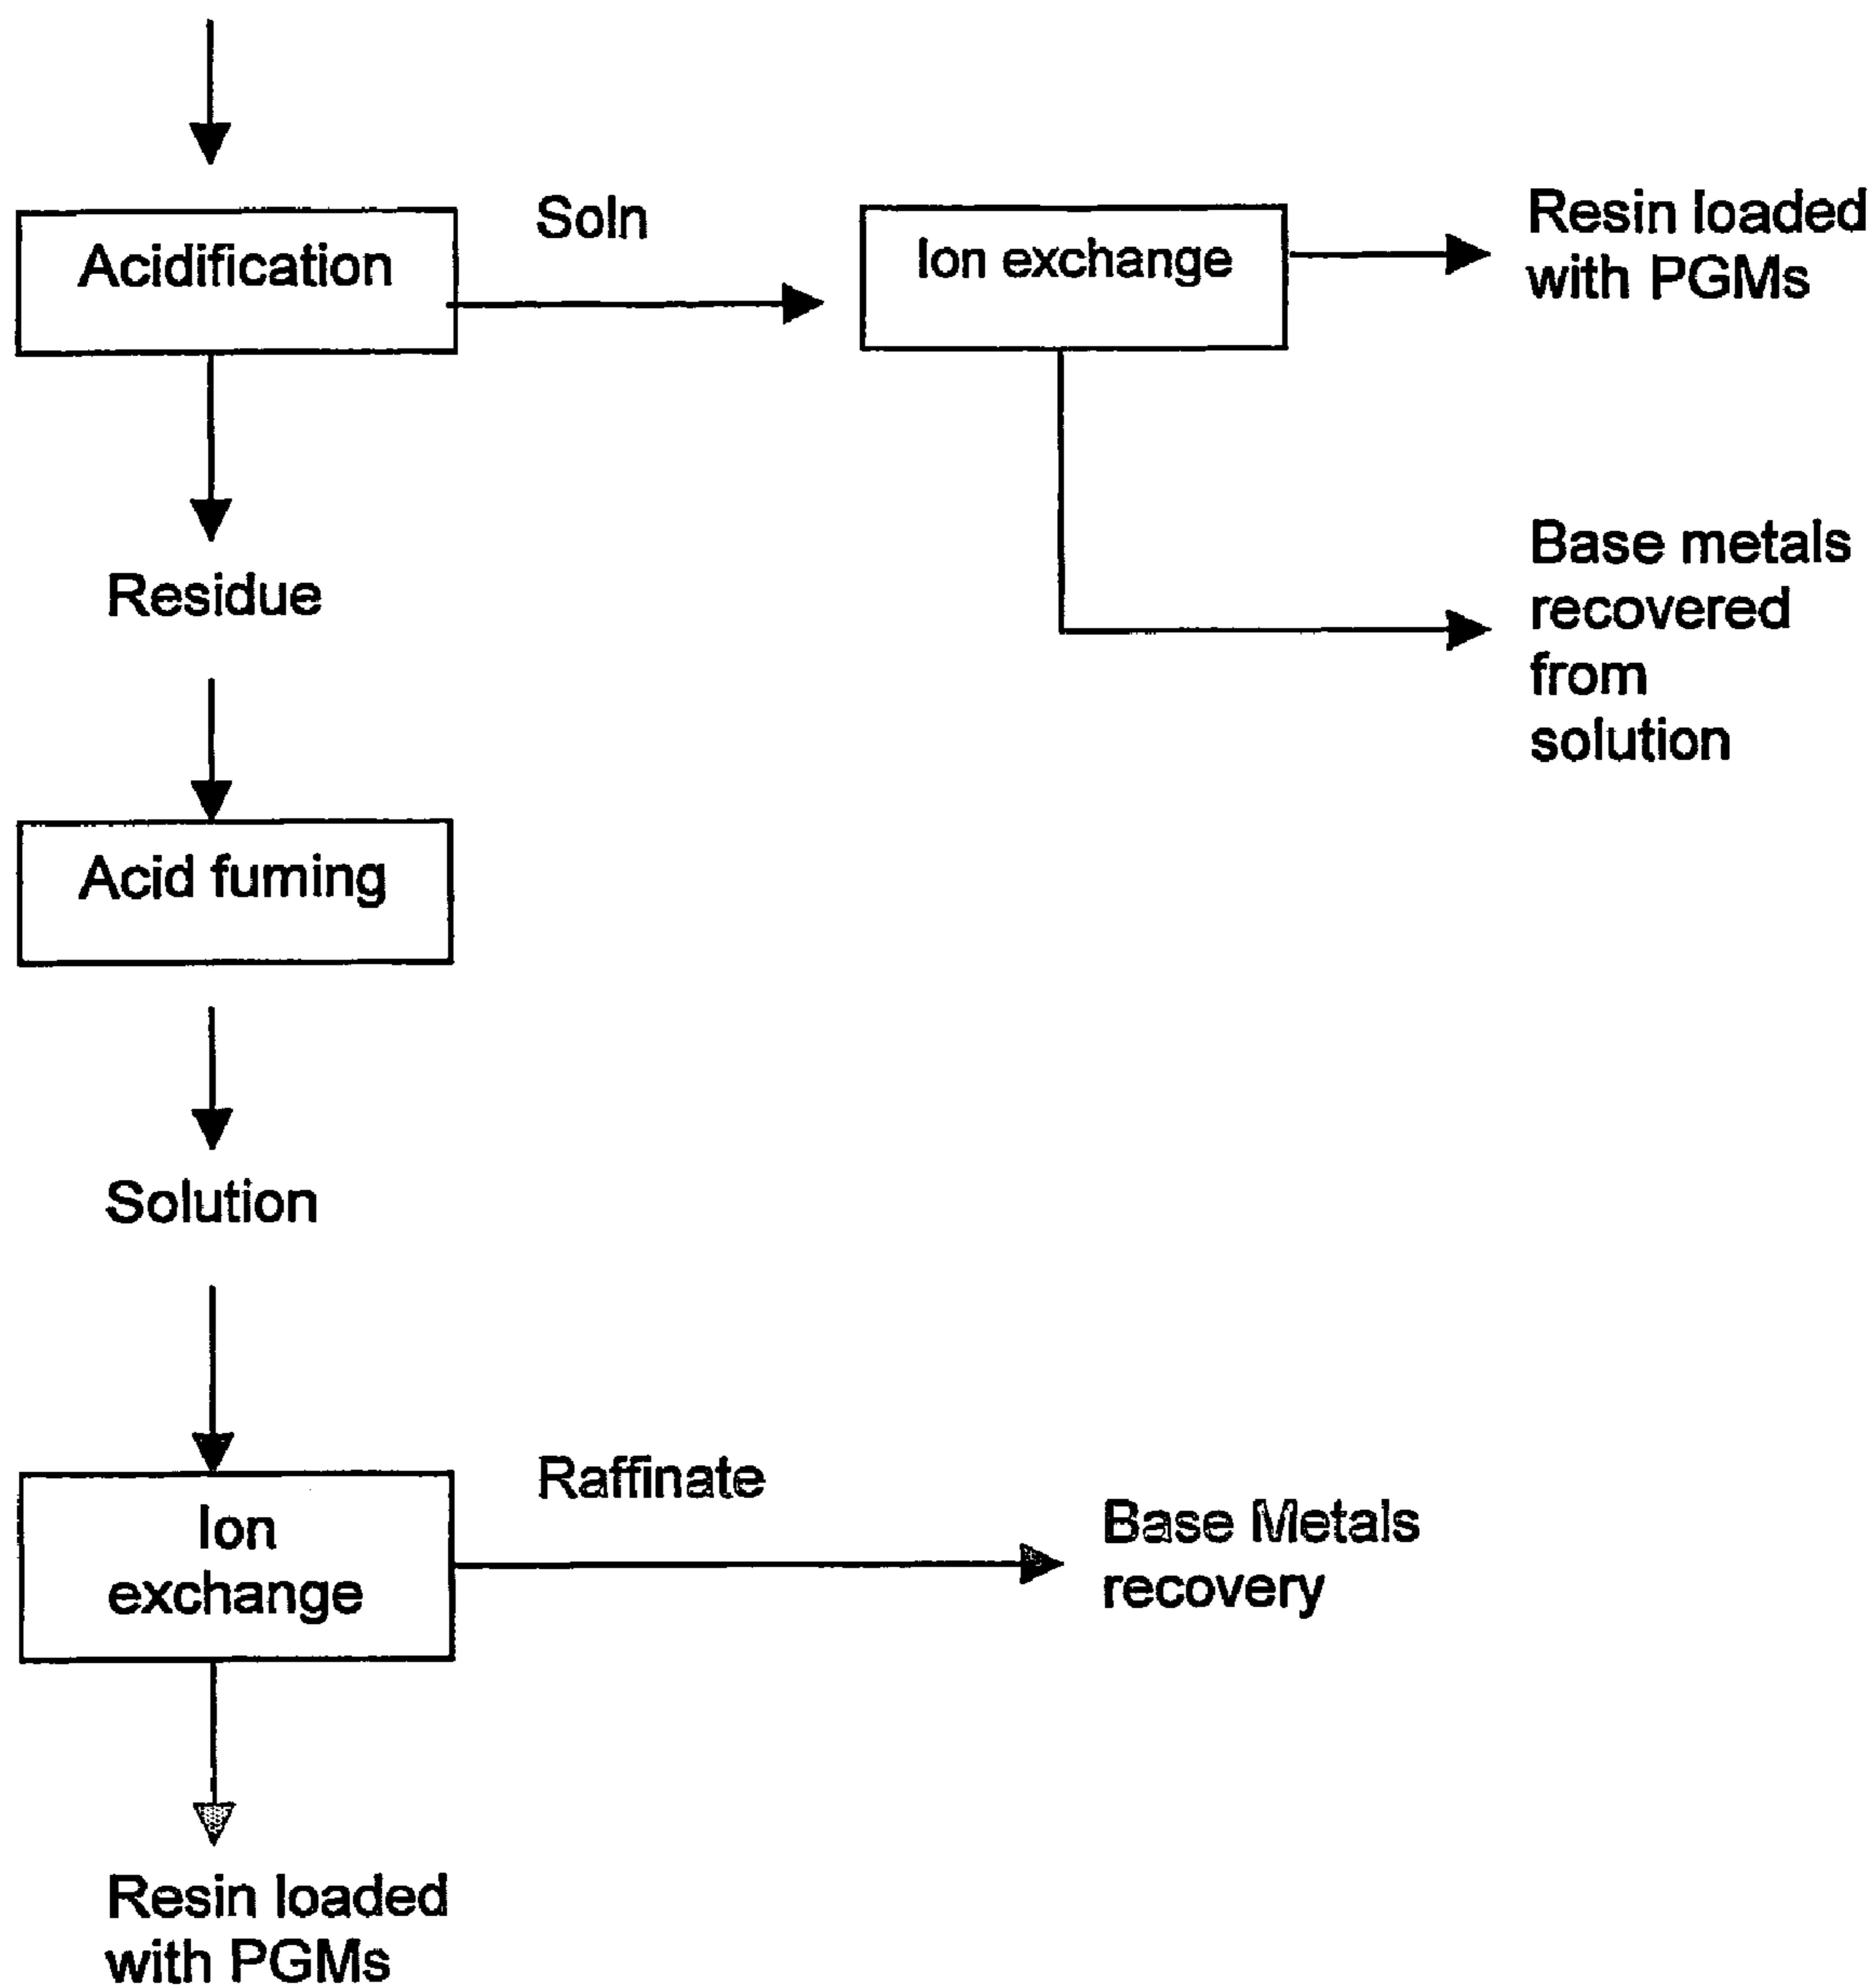 Acidification
Soln
Ion exchange
Resin loaded
with PGMs
Base metals
recovered
from
solution
Residue
Acid fuming
Solution
Ion
exchange
Raffinate
Base Metals
recovery
Resin loaded
with PGMs